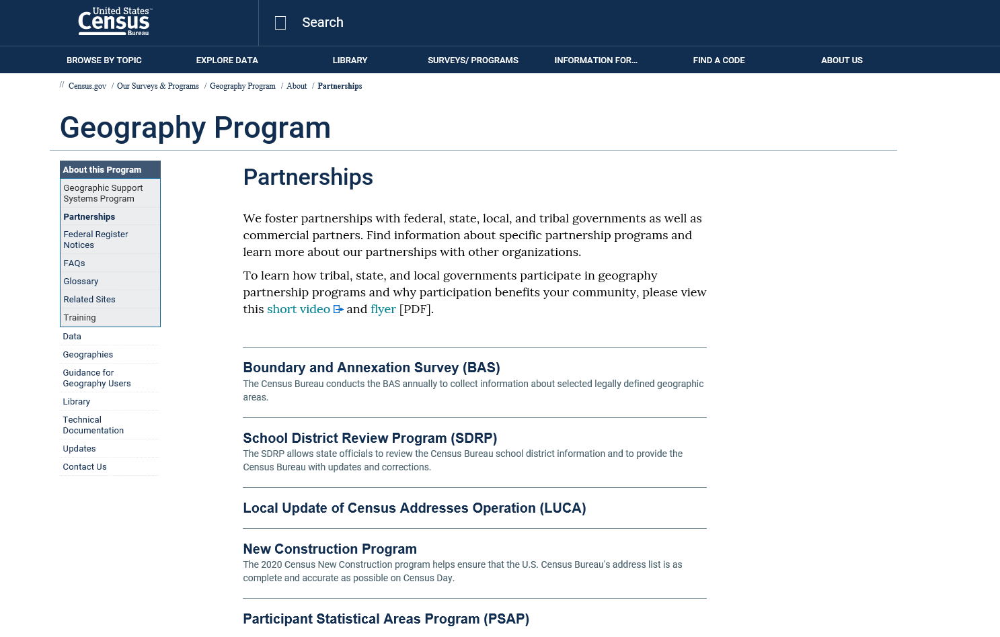 United States™
Census
Bureau
Search
BROWSE BY TOPIC
EXPLORE DATA
LIBRARY
SURVEYS/ PROGRAMS
INFORMATION FOR...
FIND A CODE
ABOUT US
// Census.gov / Our Surveys & Programs / Geography Program / About / Partnerships
Geography Program
About this Program
Geographic Support
Systems Program
Partnerships
Federal Register
Notices
FAQs
Glossary
Related Sites
Training
Data
Geographies
Guidance for
Geography Users
Library
Technical
Documentation
Updates
Contact Us
Partnerships
We foster partnerships with federal, state, local, and tribal governments as well as
commercial partners. Find information about specific partnership programs and
learn more about our partnerships with other organizations.
To learn how tribal, state, and local governments participate in geography
partnership programs and why participation benefits your community, please view
this short video and flyer [PDF].
Boundary and Annexation Survey (BAS)
The Census Bureau conducts the BAS annually to collect information about selected legally defined geographic
areas.
School District Review Program (SDRP)
The SDRP allows state officials to review the Census Bureau school district information and to provide the
Census Bureau with updates and corrections.
Local Update of Census Addresses Operation (LUCA)
New Construction Program
The 2020 Census New Construction program helps ensure that the U.S. Census Bureau's address list is as
complete and accurate as possible on Census Day.
Participant Statistical Areas Program (PSAP)